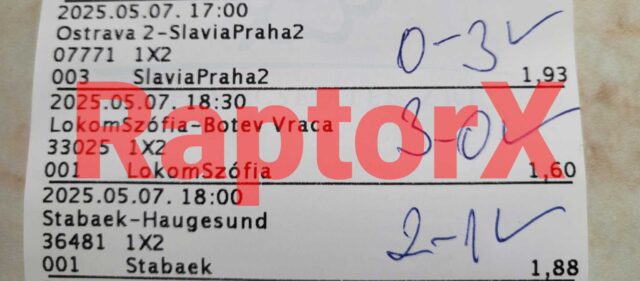 2025.05.07. 17:00
Ostrava 2-SlaviaPraha2
07771 1X2
003 SlaviaPraha2 1,93
0-3 ✓
2025.05.07. 18:30
LokomSzófia-Botev Vraca
33025 1X2
001 LokomSzófia 1,60
3-0 ✓
2025.05.07. 18:00
Stabaek-Haugesund
36481 1X2
001 Stabaek 1,88
2-1 ✓
RaptorX